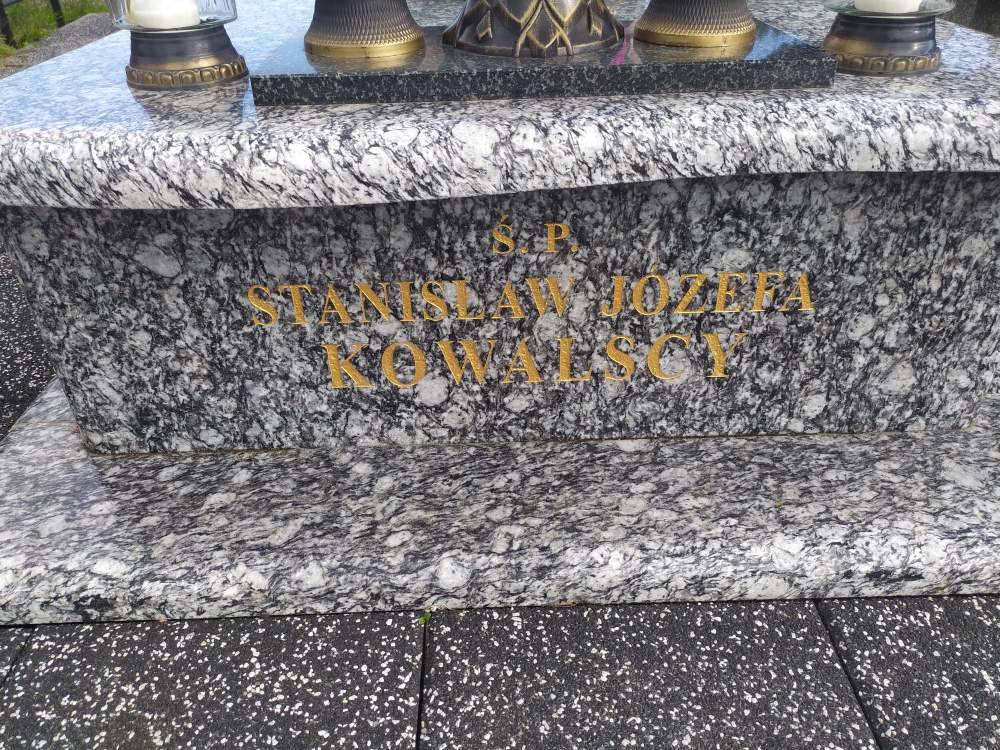 Ś. P.
STANISŁAW JÓZEFA
KOWALSCY